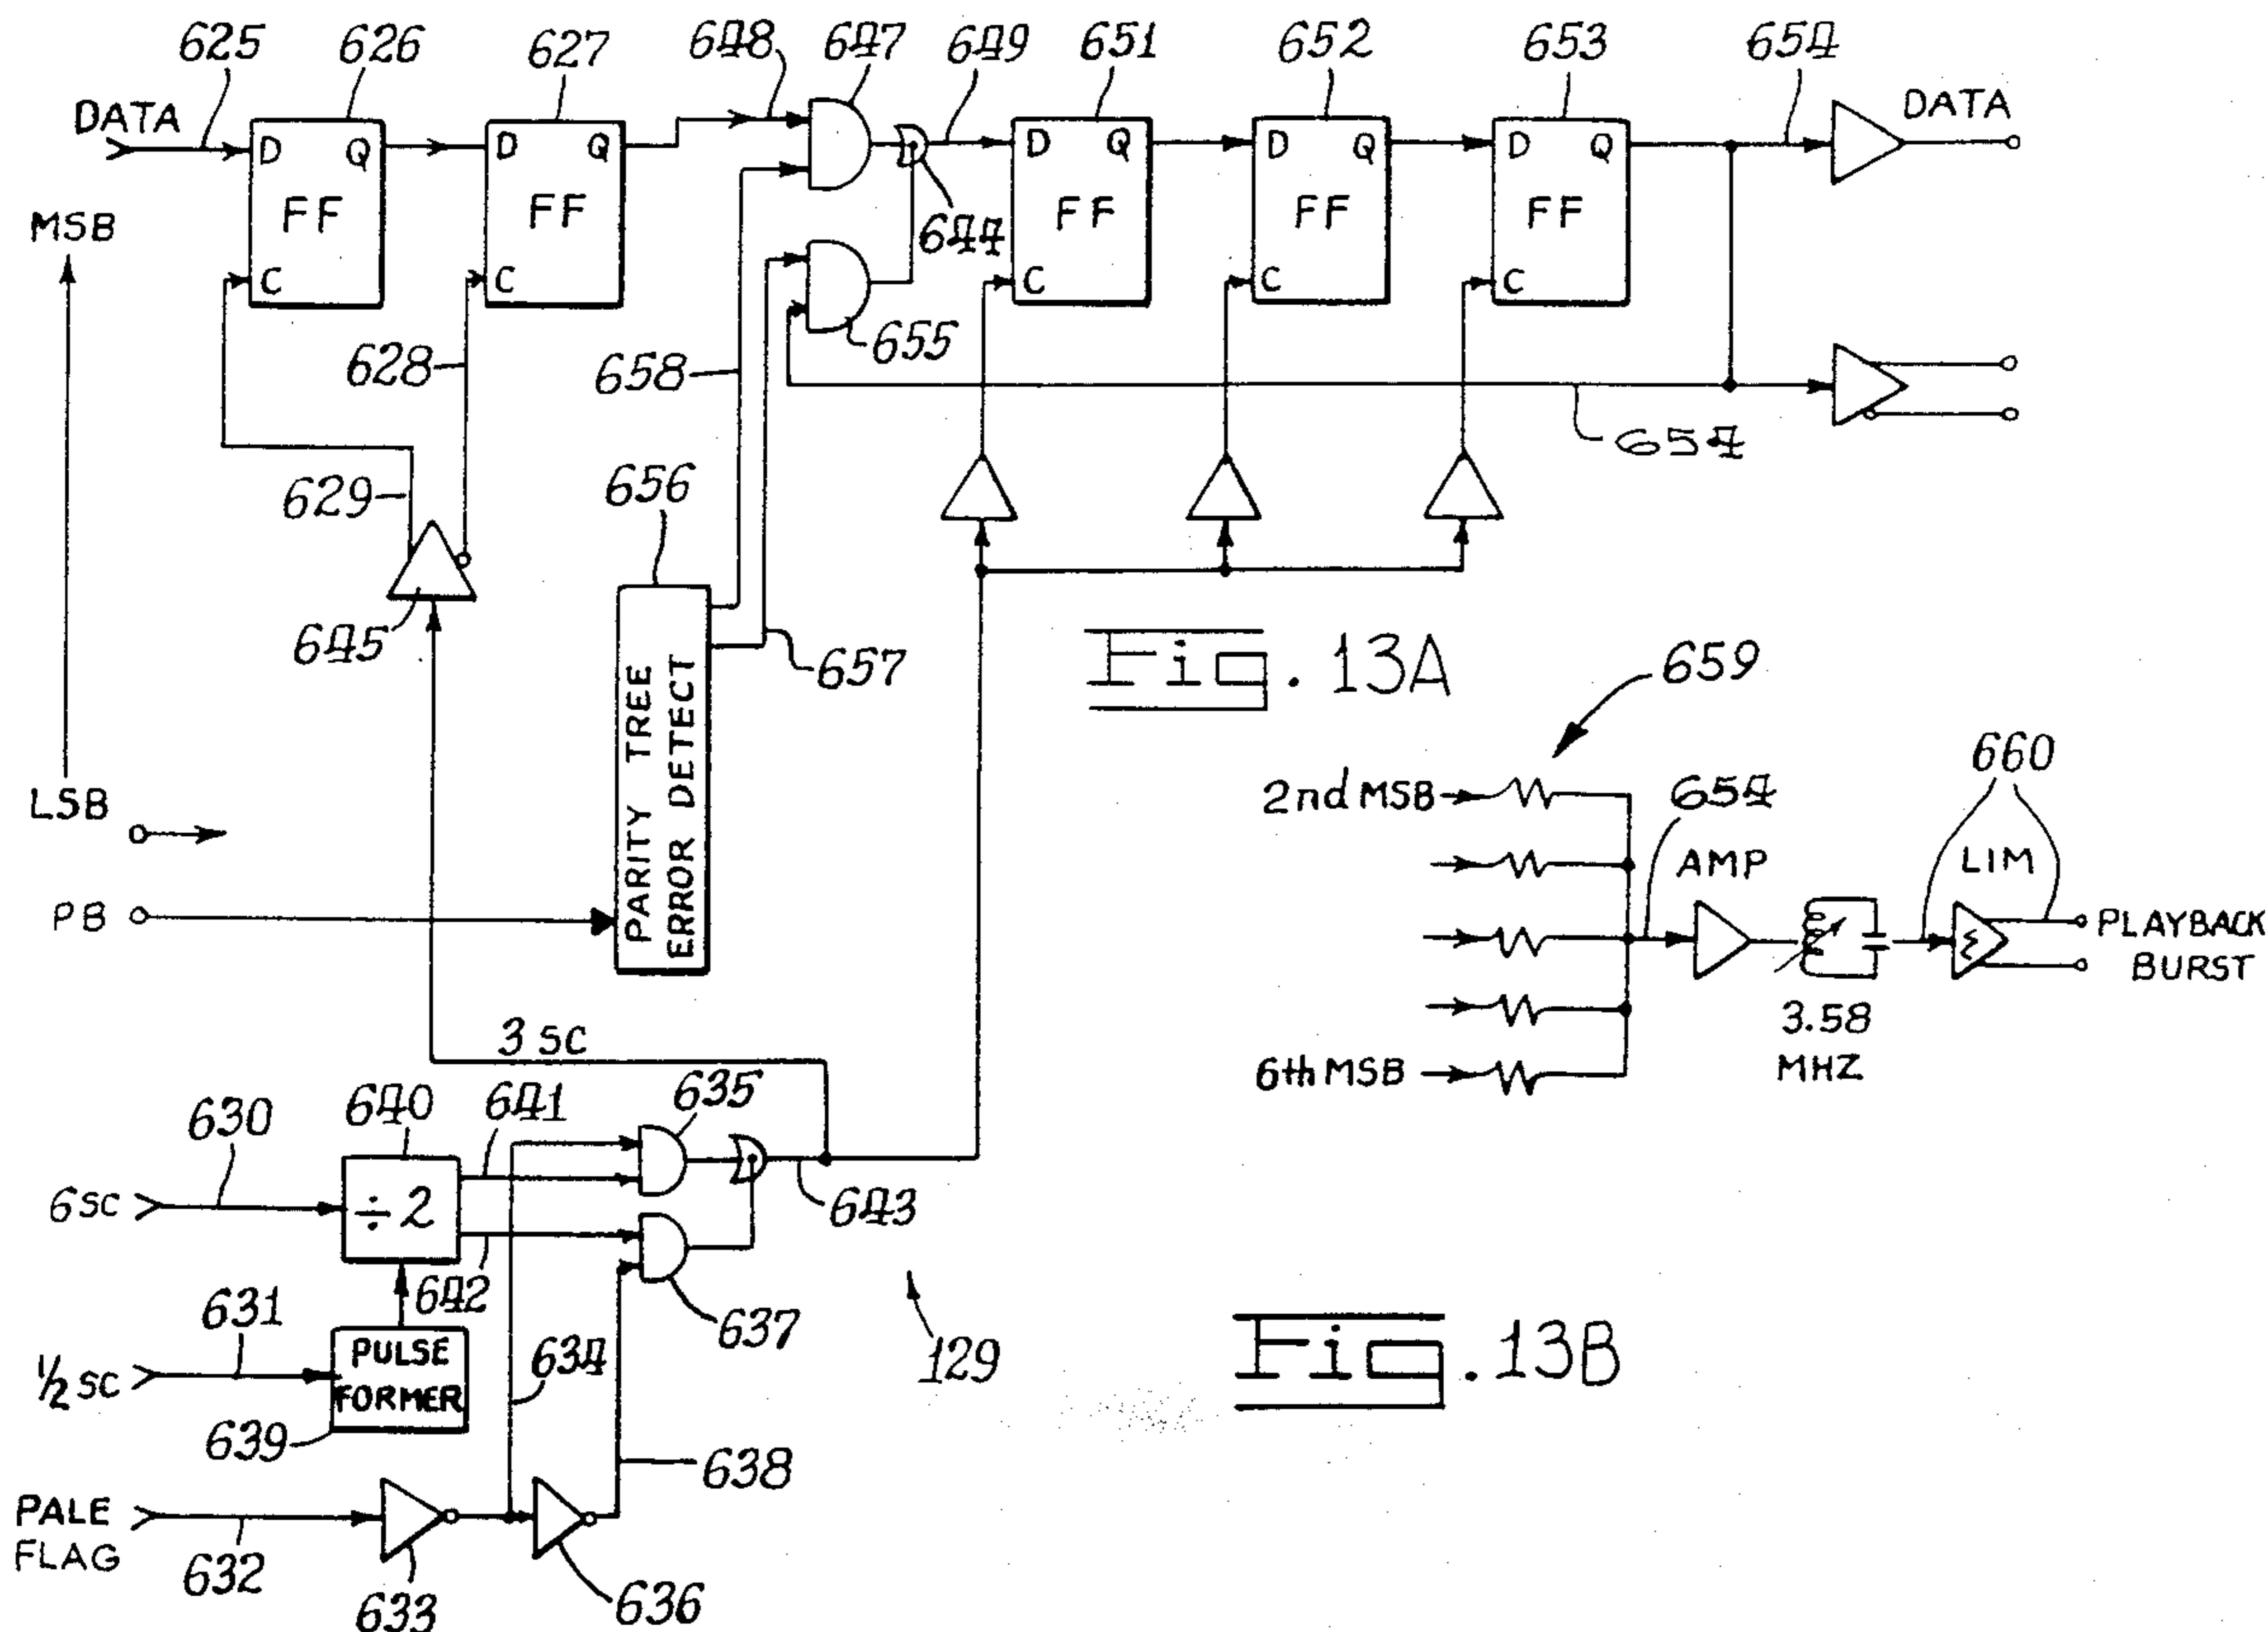 625
626
627
648
647
649
651
652
653
654
DATA
D Q
FF
C
D Q
FF
C
644
D Q
FF
C
D Q
FF
C
D Q
FF
C
DATA
MSB
628
658
655
654
629
656
645
657
PARITY TREE
ERROR DETECT
Fig. 13A
659
LSB
PB
2nd MSB
654
660
AMP
LIM
PLAYBACK
BURST
3.58
MHZ
6th MSB
3 SC
630
640
641
635
6SC
÷2
643
642
637
631
1/2 SC
PULSE
FORMER
639
634
129
Fig. 13B
638
PALE
FLAG
632
633
636